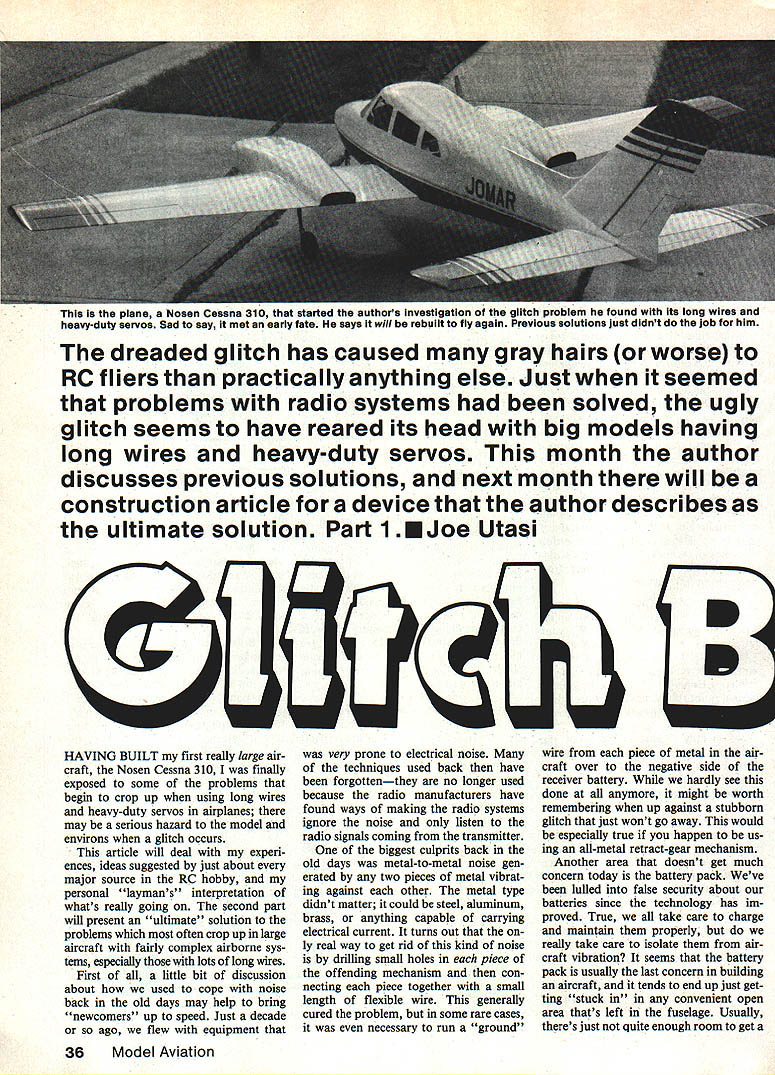 JOMAR
This is the plane, a Nosen Cessna 310, that started the author's investigation of the glitch problem he found with its long wires and
heavy-duty servos. Sad to say, it met an early fate. He says it will be rebuilt to fly again. Previous solutions just didn't do the job for him.
The dreaded glitch has caused many gray hairs (or worse) to
RC fliers than practically anything else. Just when it seemed
that problems with radio systems had been solved, the ugly
glitch seems to have reared its head with big models having
long wires and heavy-duty servos. This month the author
discusses previous solutions, and next month there will be a
construction article for a device that the author describes as
the ultimate solution. Part 1.■Joe Utasi
Glitch B
HAVING BUILT my first really large air-
craft, the Nosen Cessna 310, I was finally
exposed to some of the problems that
begin to crop up when using long wires
and heavy-duty servos in airplanes; there
may be a serious hazard to the model and
environs when a glitch occurs.
This article will deal with my experi-
ences, ideas suggested by just about every
major source in the RC hobby, and my
personal "layman's" interpretation of
what's really going on. The second part
will present an "ultimate" solution to the
problems which most often crop up in large
aircraft with fairly complex airborne sys-
tems, especially those with lots of long wires.
First of all, a little bit of discussion
about how we used to cope with noise
back in the old days may help to bring
"newcomers" up to speed. Just a decade
or so ago, we flew with equipment that
was very prone to electrical noise. Many
of the techniques used back then have
been forgotten—they are no longer used
because the radio manufacturers have
found ways of making the radio systems
ignore the noise and only listen to the
radio signals coming from the transmitter.
One of the biggest culprits back in the
old days was metal-to-metal noise gen-
erated by any two pieces of metal vibrat-
ing against each other. The metal type
didn't matter; it could be steel, aluminum,
brass, or anything capable of carrying
electrical current. It turns out that the on-
ly real way to get rid of this kind of noise
is by drilling small holes in each piece of
the offending mechanism and then con-
necting each piece together with a small
length of flexible wire. This generally
cured the problem, but in some rare cases,
it was even necessary to run a "ground"
wire from each piece of metal in the air-
craft over to the negative side of the
receiver battery. While we hardly see this
done at all anymore, it might be worth
remembering when up against a stubborn
glitch that just won't go away. This would
be especially true if you happen to be us-
ing an all-metal retract-gear mechanism.
Another area that doesn't get much
concern today is the battery pack. We've
been lulled into false security about our
batteries since the technology has im-
proved. True, we all take care to charge
and maintain them properly, but do we
really take care to isolate them from air-
craft vibration? It seems that the battery
pack is usually the last concern in building
an aircraft, and it tends to end up just get-
ting "stuck in" in any convenient open
area that's left in the fuselage. Usually,
there's just not quite enough room to get a
36 Model Aviation